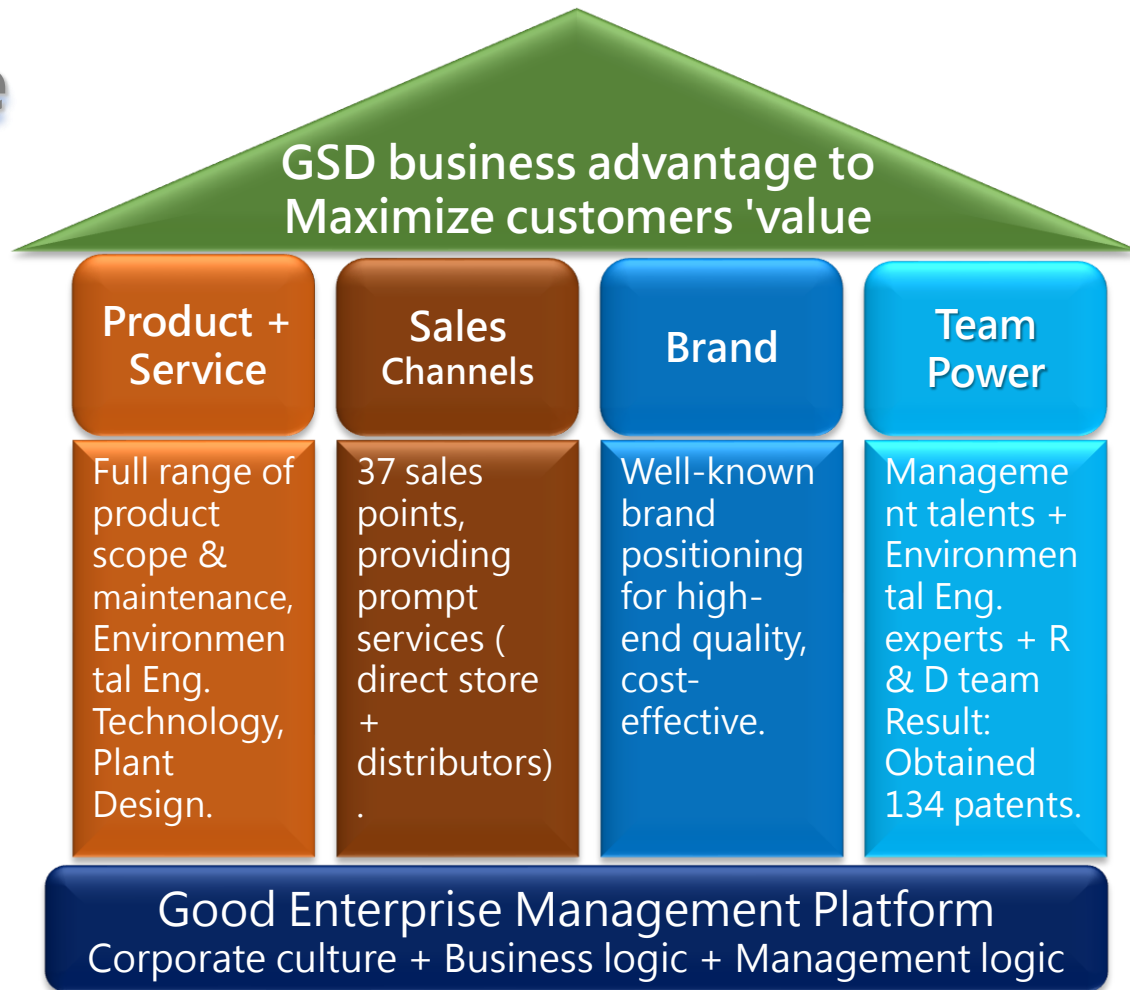 e
GSD business advantage to
Maximize customers 'value
Product +
Service
Sales
Channels
Brand
Team
Power
Full range of
product
scope &
maintenance,
Environmen
tal Eng.
Technology,
Plant
Design.
37 sales
points,
providing
prompt
services (
direct store
+
distributors)
.
Well-known
brand
positioning
for high-
end quality,
cost-
effective.
Manageme
nt talents +
Environmen
tal Eng.
experts + R
& D team
Result:
Obtained
134 patents.
Good Enterprise Management Platform
Corporate culture + Business logic + Management logic